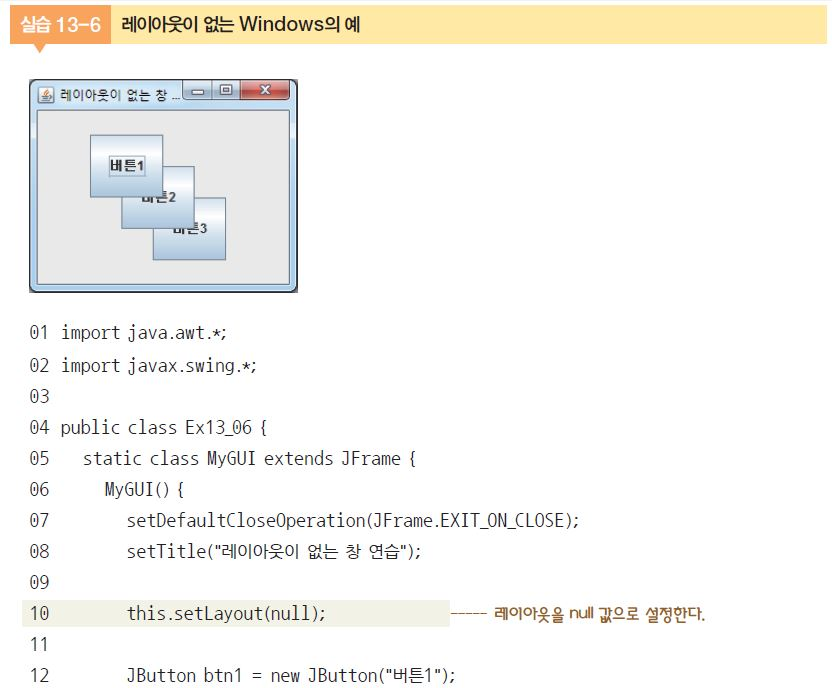 실습 13-6 레이아웃이 없는 Windows의 예
레이아웃이 없는 창 ...
버튼1
버튼2
버튼3
01 import java.awt.*;
02 import javax.swing.*;
03
04 public class Ex13_06 {
05 static class MyGUI extends JFrame {
06 MyGUI() {
07 setDefaultCloseOperation(JFrame.EXIT_ON_CLOSE);
08 setTitle("레이아웃이 없는 창 연습");
09
10 this.setLayout(null); ----- 레이아웃을 null 값으로 설정한다.
11
12 JButton btn1 = new JButton("버튼1");